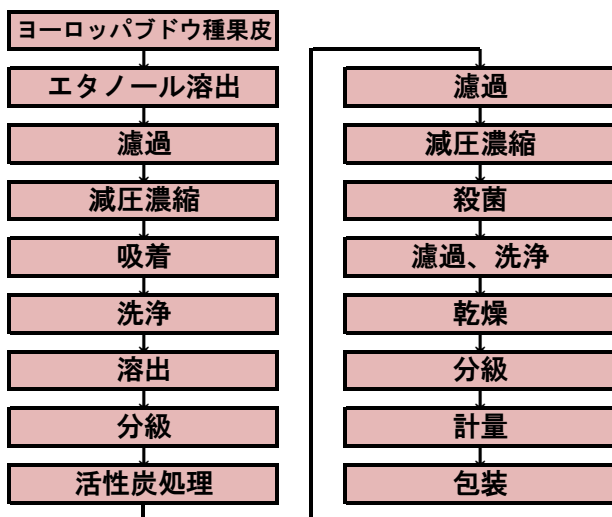 ヨーロッパブドウ種果皮
エタノール溶出
濾過
減圧濃縮
吸着
洗浄
溶出
分級
活性炭処理
濾過
減圧濃縮
殺菌
濾過、洗浄
乾燥
分級
計量
包装